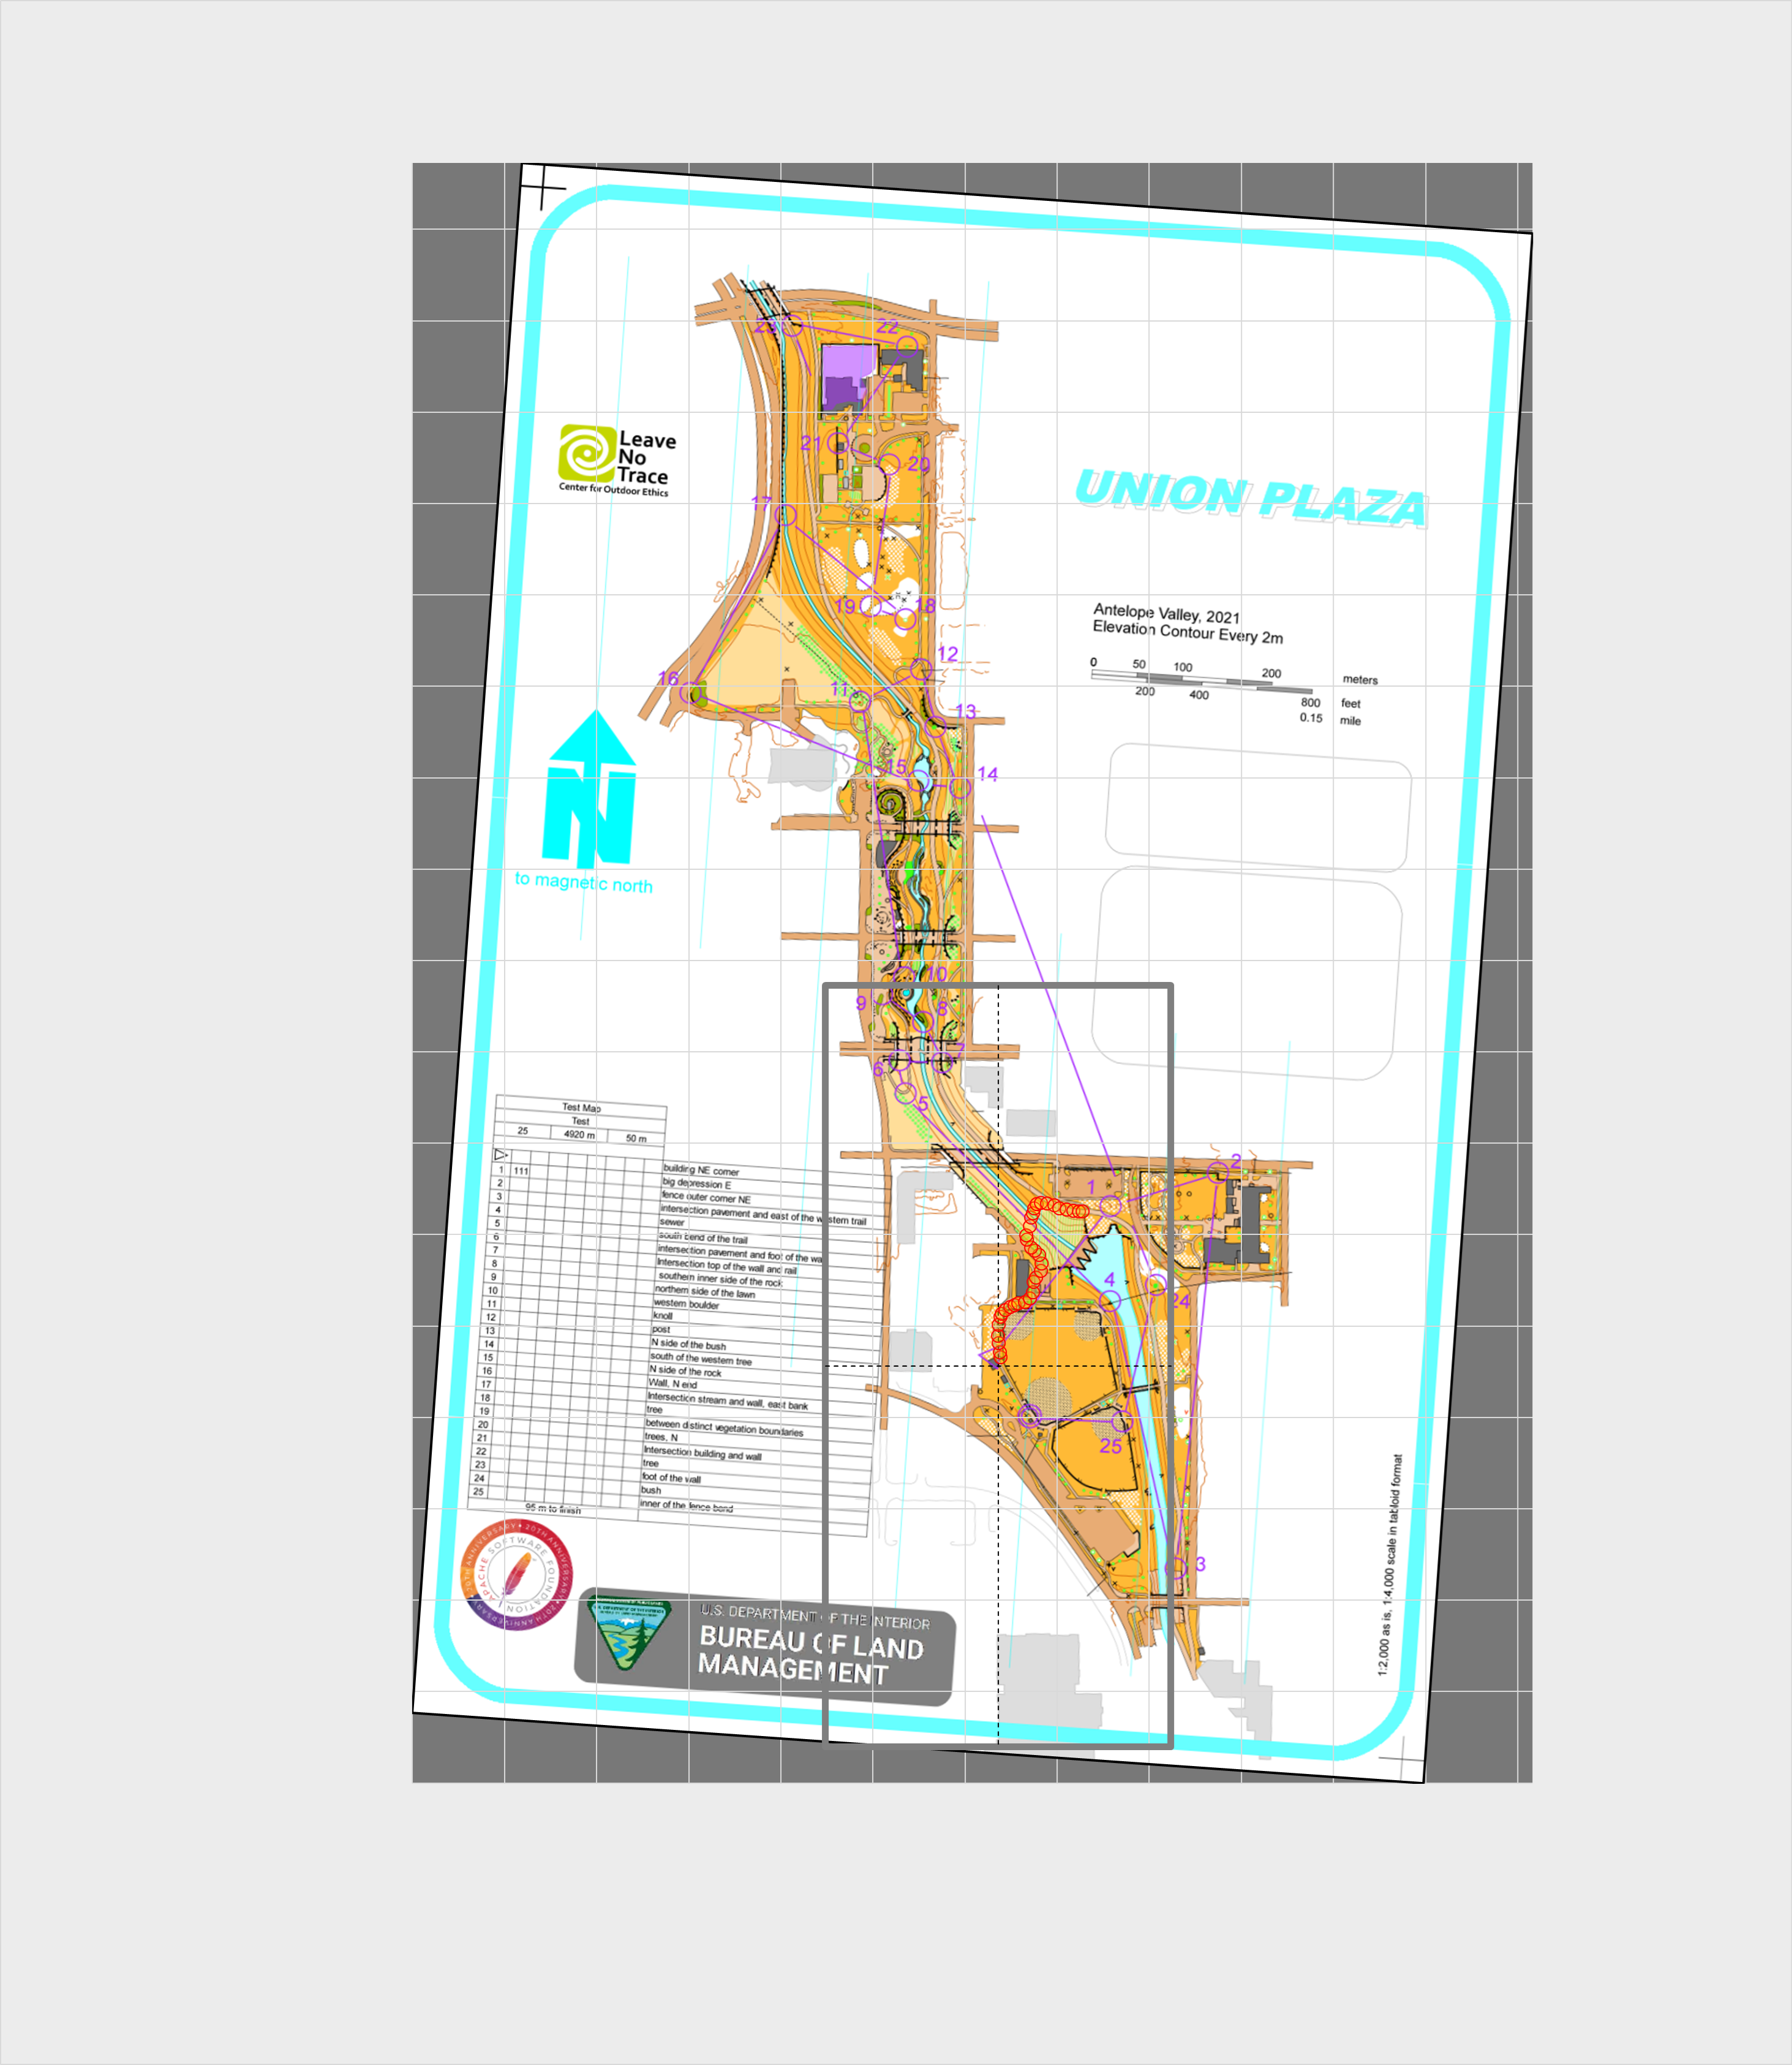 23
22
21
20
Leave
No
Trace
Center for Outdoor Ethics
17
UNION PLAZA
19
18
Antelope Valley, 2021
Elevation Contour Every 2m
0 50 100 200 meters
200 400 800 feet
0.15 mile
12
16
11
13
15
14
N
to magnetic north
10
9
8
7
6
5
Test Map
Test
25 4920 m 50 m
1 111 building NE corner
2 big depression E
3 fence outer corner NE
4 intersection pavement and east of the western trail
5 sewer
6 south bend of the trail
7 intersection pavement and foot of the wa
8 Intersection top of the wall and rail
9 southern inner side of the rock
10 northern side of the lawn
11 western boulder
12 knoll
13 post
14 N side of the bush
15 south of the western tree
16 N side of the rock
17 Wall, N end
18 Intersection stream and wall, east bank
19 tree
20 between distinct vegetation boundaries
21 trees, N
22 Intersection building and wall
23 tree
24 foot of the wall
25 bush
95 m to finish inner of the fence bend
1
2
4
24
25
3
1:2,000 as is, 1:4,000 scale in tabloid format
APACHE SOFTWARE FOUNDATION
20TH ANNIVERSARY
U.S. DEPARTMENT OF THE INTERIOR
BUREAU OF LAND
MANAGEMENT